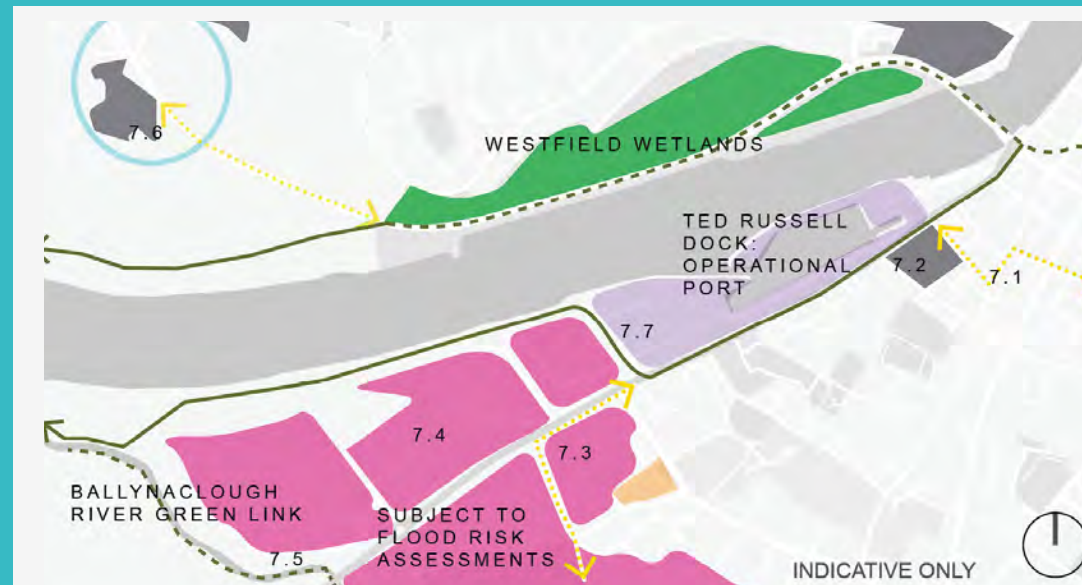 7.6
WESTFIELD WETLANDS
TED RUSSELL
DOCK:
OPERATIONAL
PORT
7.2
7.1
7.7
7.4
7.3
BALLYNACLOUGH
RIVER GREEN LINK
SUBJECT TO
FLOOD RISK
ASSESSMENTS
7.5
INDICATIVE ONLY